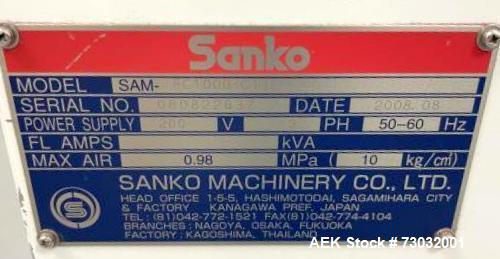 Sanko
MODEL SAM-
SERIAL NO. DATE 2008.08
POWER SUPPLY 200 V 3 PH 50-60 Hz
FL AMPS kVA
MAX AIR 0.98 MPa ( 10 kg/cm²)
SANKO MACHINERY CO., LTD.
HEAD OFFICE 1-5-5, HASHIMOTODAI, SAGAMIHARA CITY
& FACTORY KANAGAWA PREF, JAPAN
TEL : (81)042-772-1521 FAX(81)042-774-4104
BRANCHES : NAGOYA, OSAKA, FUKUOKA
FACTORY : KAGOSHIMA, THAILAND
S
AEK Stock # 73032001